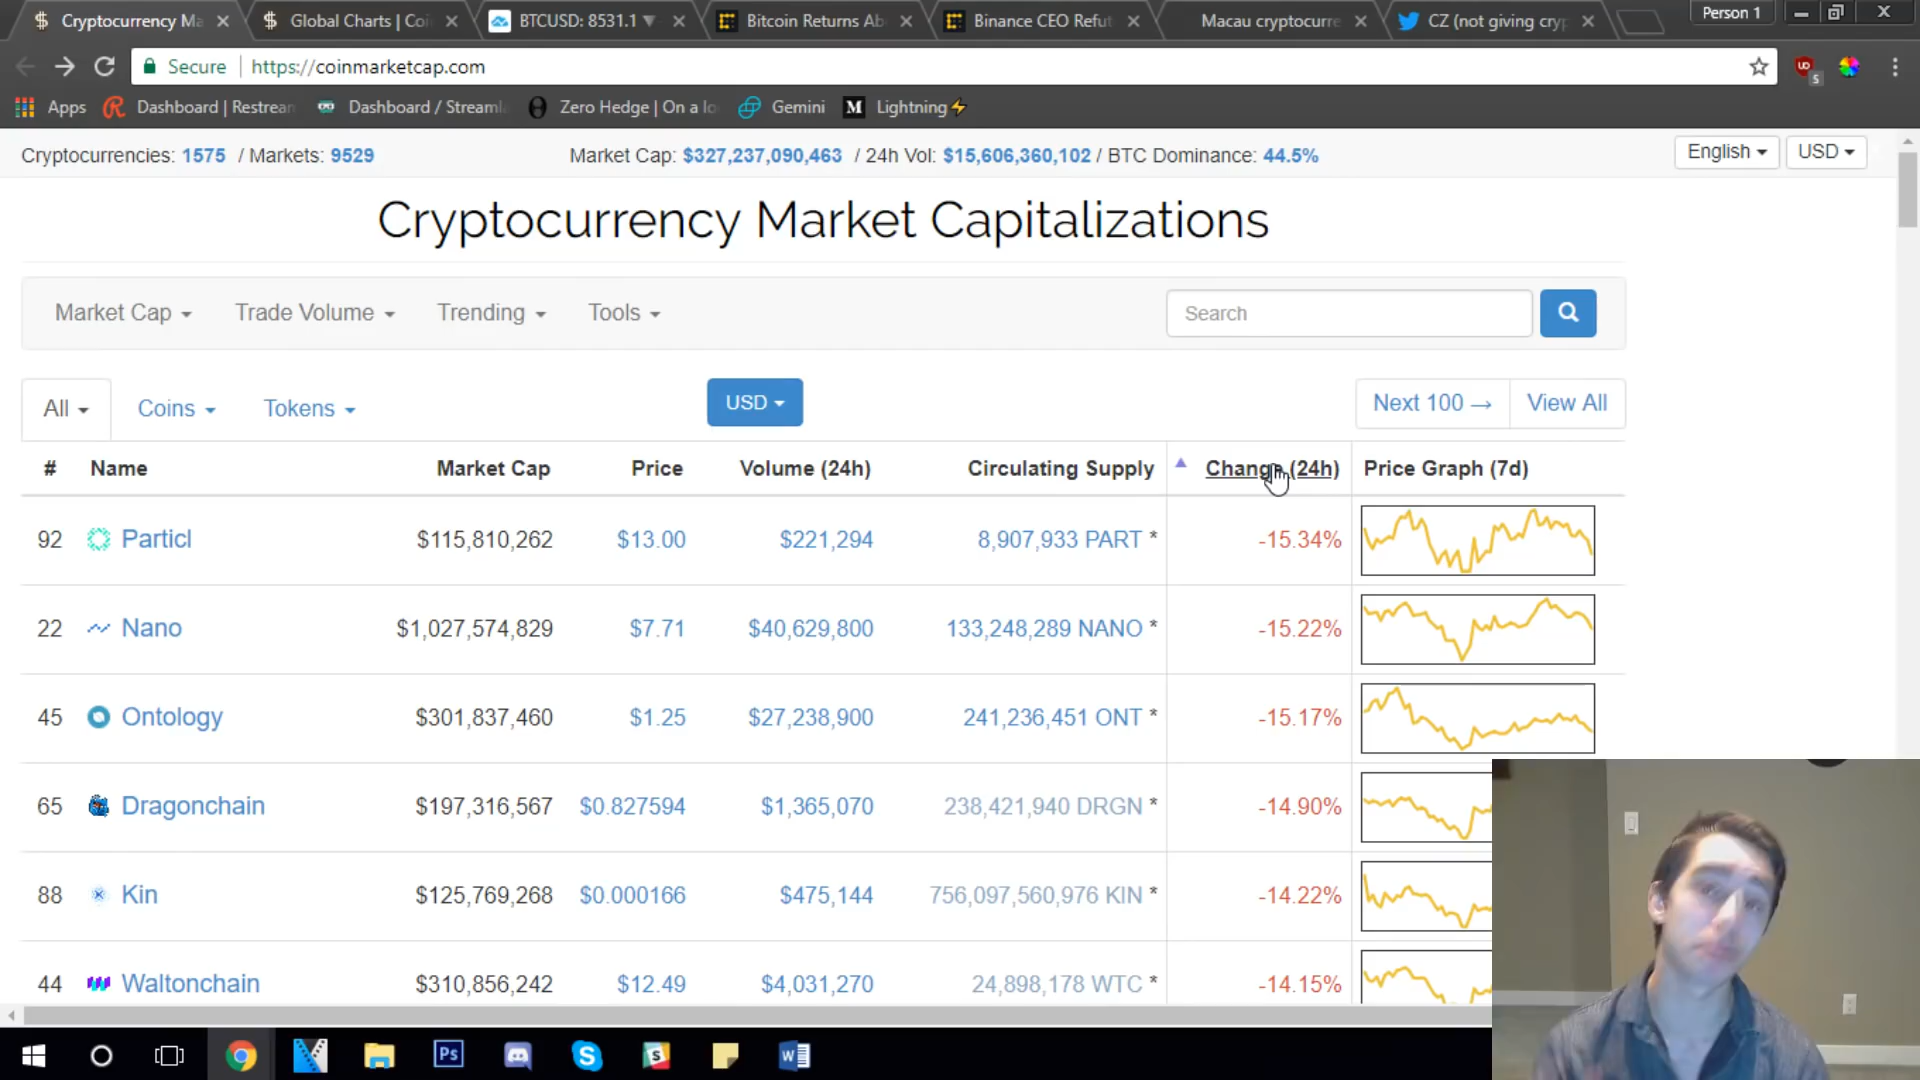 Cryptocurrency Ma
Global Charts | Coi
BTCUSD: 8531.1 ▼
Bitcoin Returns Ab
Binance CEO Refut
Macau cryptocurre
CZ (not giving cryp
Person 1
Secure
https://coinmarketcap.com
UD
5
Apps
Dashboard | Restrean
Dashboard / Streaml
Zero Hedge | On a lo
Gemini
M
Lightning⚡
Cryptocurrencies: 1575 / Markets: 9529
Market Cap: $327,237,090,463 / 24h Vol: $15,606,360,102 / BTC Dominance: 44.5%
English
USD
Cryptocurrency Market Capitalizations
Market Cap
Trade Volume
Trending
Tools
Search
All
Coins
Tokens
USD
Next 100 →
View All
# Name Market Cap Price Volume (24h) Circulating Supply Change (24h) Price Graph (7d)
92 Particl $115,810,262 $13.00 $221,294 8,907,933 PART * -15.34%
22 Nano $1,027,574,829 $7.71 $40,629,800 133,248,289 NANO * -15.22%
45 Ontology $301,837,460 $1.25 $27,238,900 241,236,451 ONT * -15.17%
65 Dragonchain $197,316,567 $0.827594 $1,365,070 238,421,940 DRGN * -14.90%
88 Kin $125,769,268 $0.000166 $475,144 756,097,560,976 KIN * -14.22%
44 Waltonchain $310,856,242 $12.49 $4,031,270 24,898,178 WTC * -14.15%
Ps
S
S
W